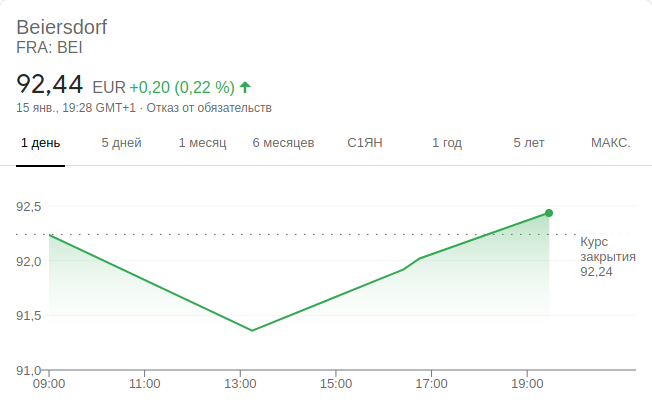 Beiersdorf
FRA: BEI
92,44 EUR +0,20 (0,22 %)
15 янв., 19:28 GMT+1 · Отказ от обязательств
1 день 5 дней 1 месяц 6 месяцев С1ЯН 1 год 5 лет МАКС.
92,5
92,0
91,5
91,0
Курс
закрытия
92,24
09:00 11:00 13:00 15:00 17:00 19:00